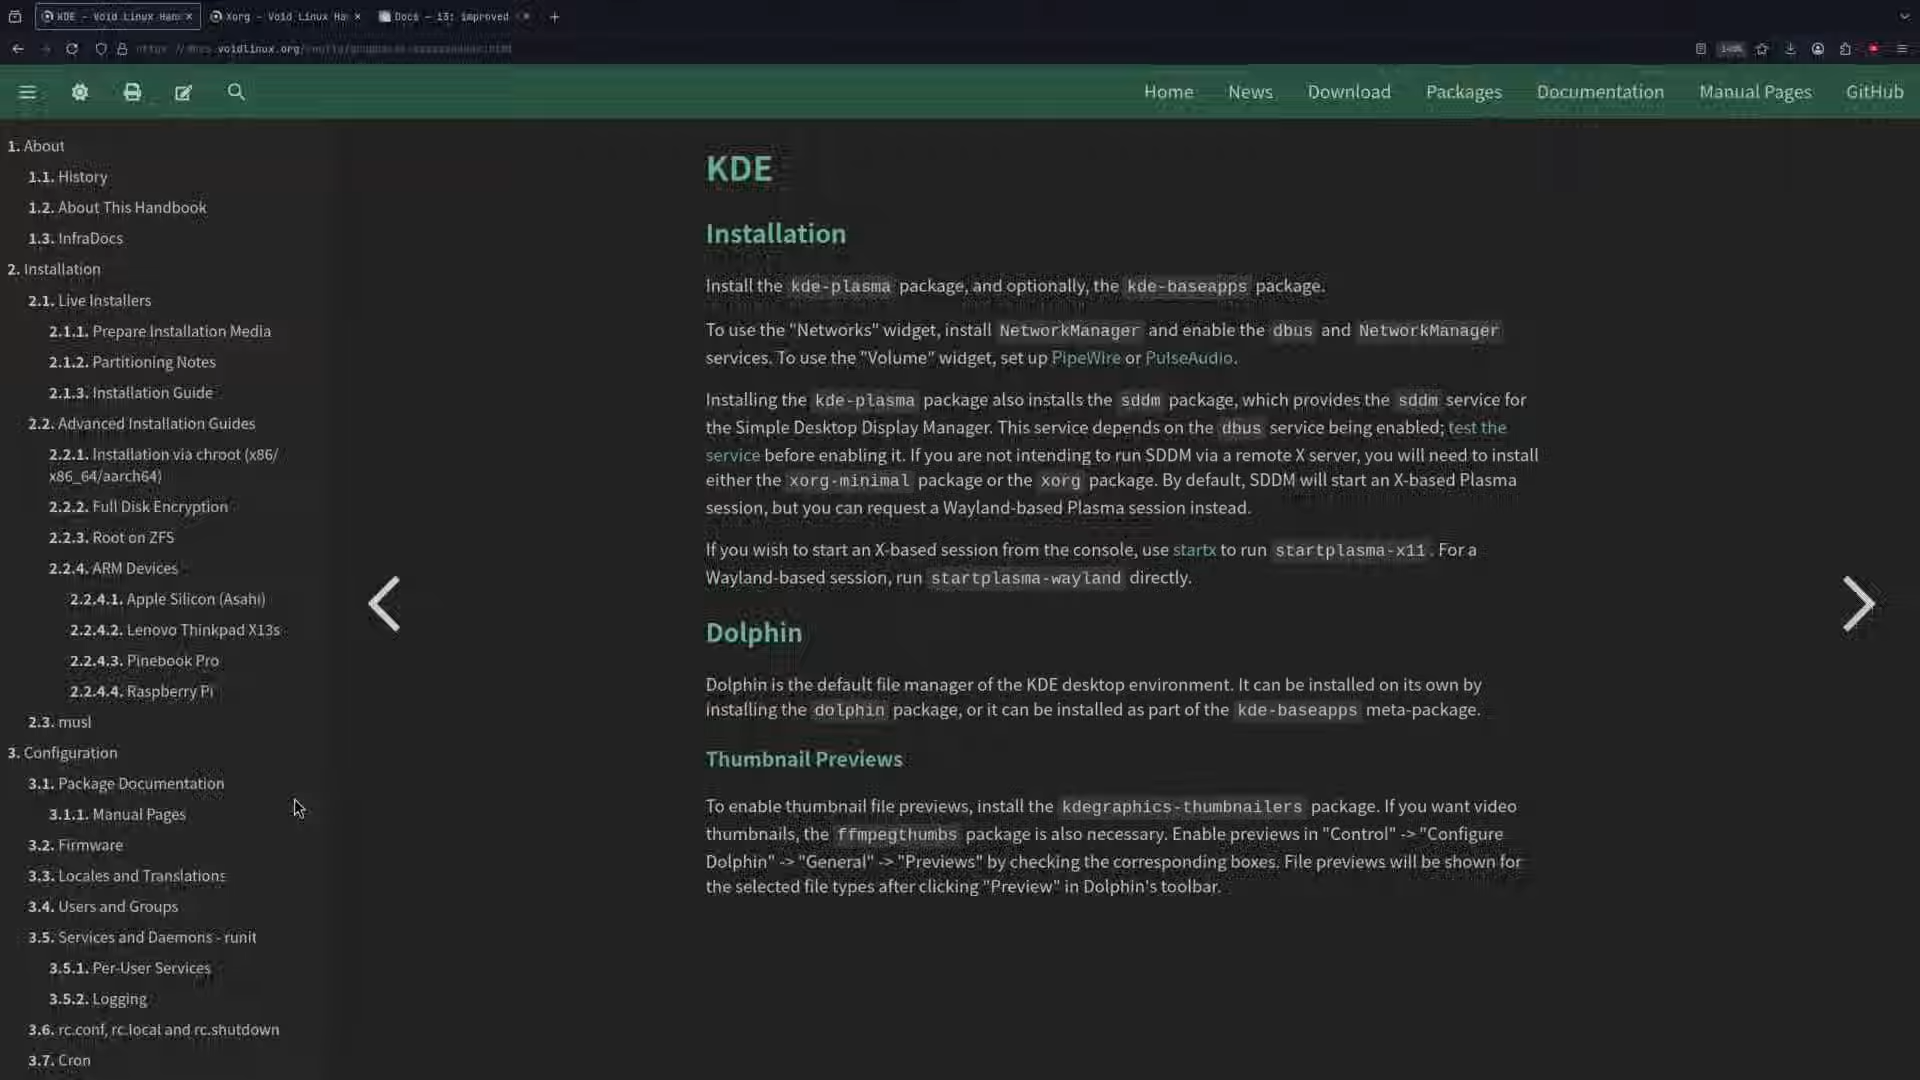 KDE - Void Linux Han
Xorg - Void Linux Ha
Docs — i3: improved
voidlinux.org
140%
Home
News
Download
Packages
Documentation
Manual Pages
GitHub
1. About
1.1. History
1.2. About This Handbook
1.3. InfraDocs
2. Installation
2.1. Live Installers
2.1.1. Prepare Installation Media
2.1.2. Partitioning Notes
2.1.3. Installation Guide
2.2. Advanced Installation Guides
2.2.1. Installation via chroot (x86/
x86_64/aarch64)
2.2.2. Full Disk Encryption
2.2.3. Root on ZFS
2.2.4. ARM Devices
2.2.4.1. Apple Silicon (Asahi)
2.2.4.2. Lenovo Thinkpad X13s
2.2.4.3. Pinebook Pro
2.2.4.4. Raspberry Pi
2.3. musl
3. Configuration
3.1. Package Documentation
3.1.1. Manual Pages
3.2. Firmware
3.3. Locales and Translations
3.4. Users and Groups
3.5. Services and Daemons - runit
3.5.1. Per-User Services
3.5.2. Logging
3.6. rc.conf, rc.local and rc.shutdown
3.7. Cron
KDE
Installation
Install the kde-plasma package, and optionally, the kde-baseapps package.
To use the "Networks" widget, install NetworkManager and enable the dbus and NetworkManager
services. To use the "Volume" widget, set up PipeWire or PulseAudio.
Installing the kde-plasma package also installs the sddm package, which provides the sddm service for
the Simple Desktop Display Manager. This service depends on the dbus service being enabled; test the
service before enabling it. If you are not intending to run SDDM via a remote X server, you will need to install
either the xorg-minimal package or the xorg package. By default, SDDM will start an X-based Plasma
session, but you can request a Wayland-based Plasma session instead.
If you wish to start an X-based session from the console, use startx to run startplasma-x11. For a
Wayland-based session, run startplasma-wayland directly.
Dolphin
Dolphin is the default file manager of the KDE desktop environment. It can be installed on its own by
installing the dolphin package, or it can be installed as part of the kde-baseapps meta-package.
Thumbnail Previews
To enable thumbnail file previews, install the kdegraphics-thumbnailers package. If you want video
thumbnails, the ffmpegthumbs package is also necessary. Enable previews in "Control" -> "Configure
Dolphin" -> "General" -> "Previews" by checking the corresponding boxes. File previews will be shown for
the selected file types after clicking "Preview" in Dolphin's toolbar.